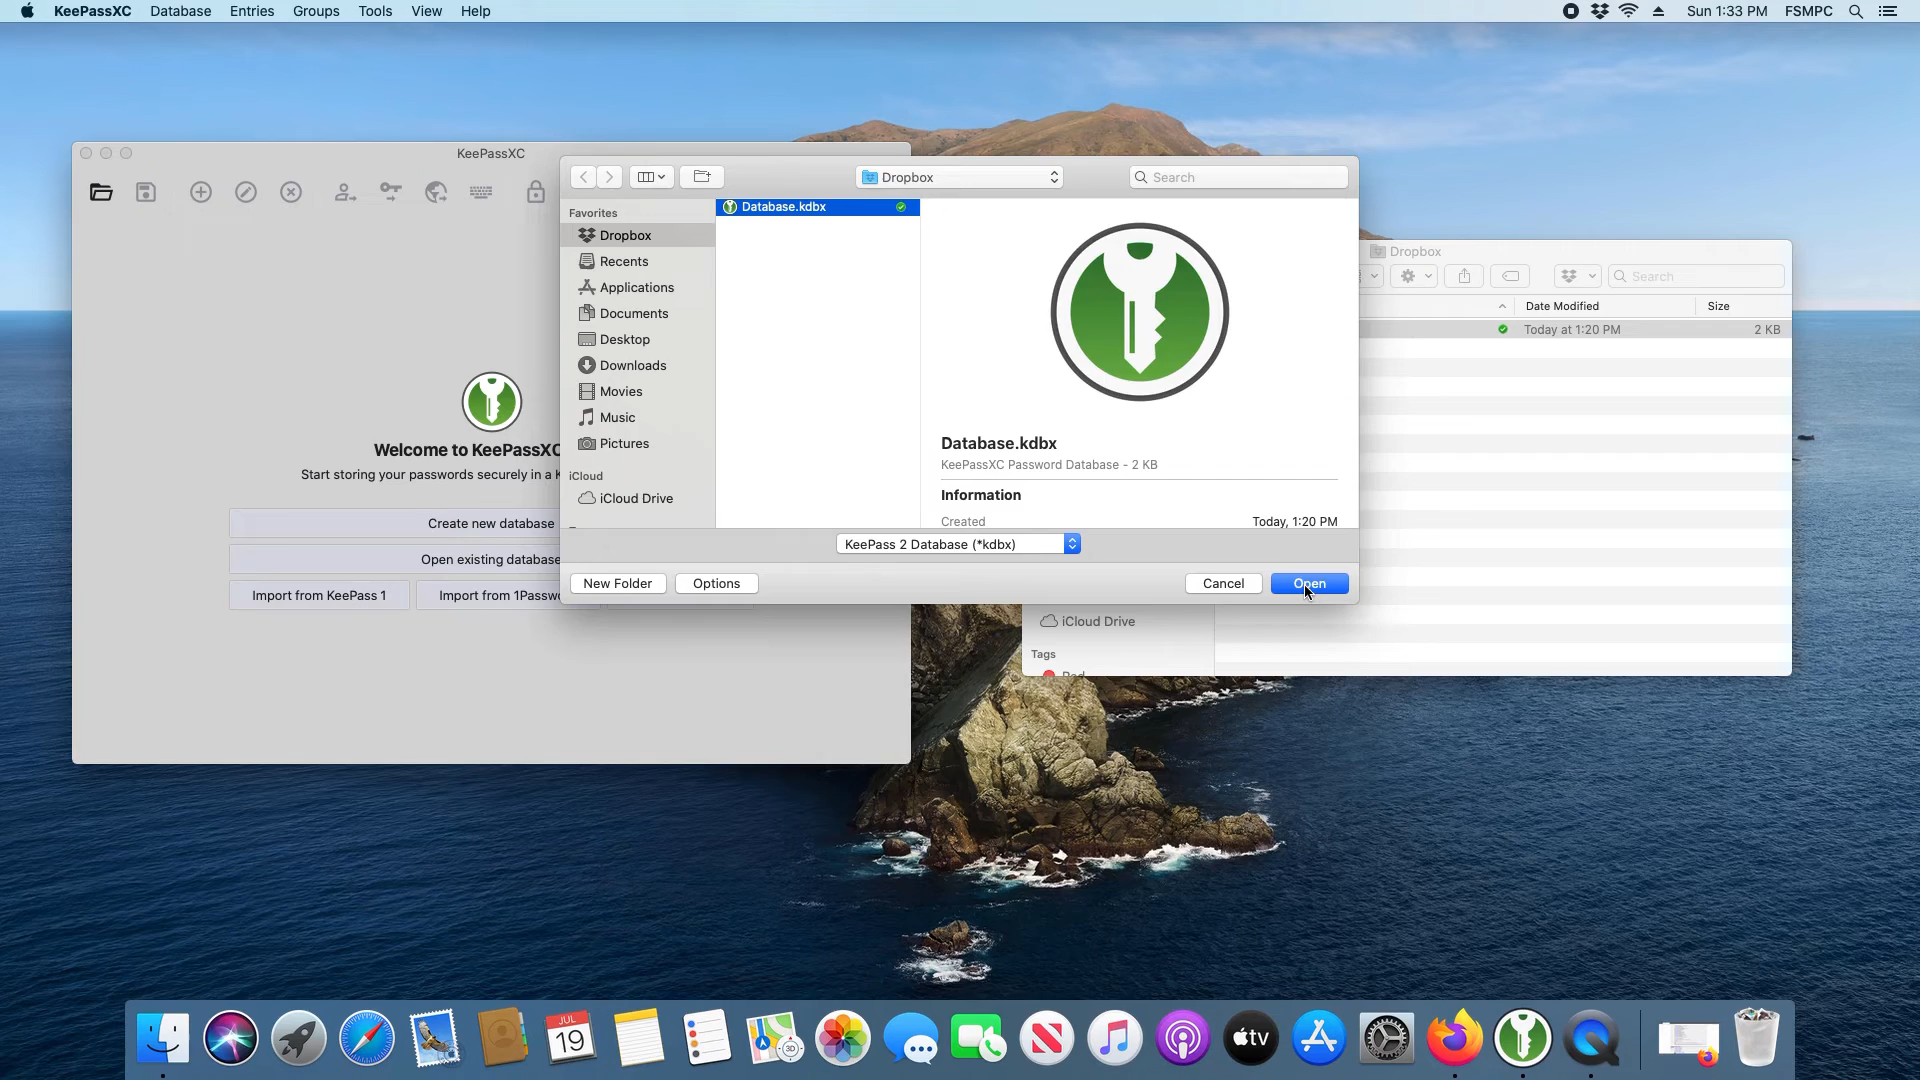 KeePassXC Database Entries Groups Tools View Help
Sun 1:33 PM FSMPC
KeePassXC
Dropbox
Search
Favorites
Dropbox
Recents
Applications
Documents
Desktop
Downloads
Movies
Music
Pictures
iCloud
iCloud Drive
Database.kdbx
Database.kdbx
KeePassXC Password Database - 2 KB
Information
Created Today, 1:20 PM
KeePass 2 Database (*kdbx)
New Folder Options Cancel Open
Welcome to KeePassXC
Start storing your passwords securely in a
Create new database
Open existing database
Import from KeePass 1 Import from
Dropbox
Search
Date Modified Size
Today at 1:20 PM 2 KB
iCloud Drive
Tags
JUL
19
3D
tv